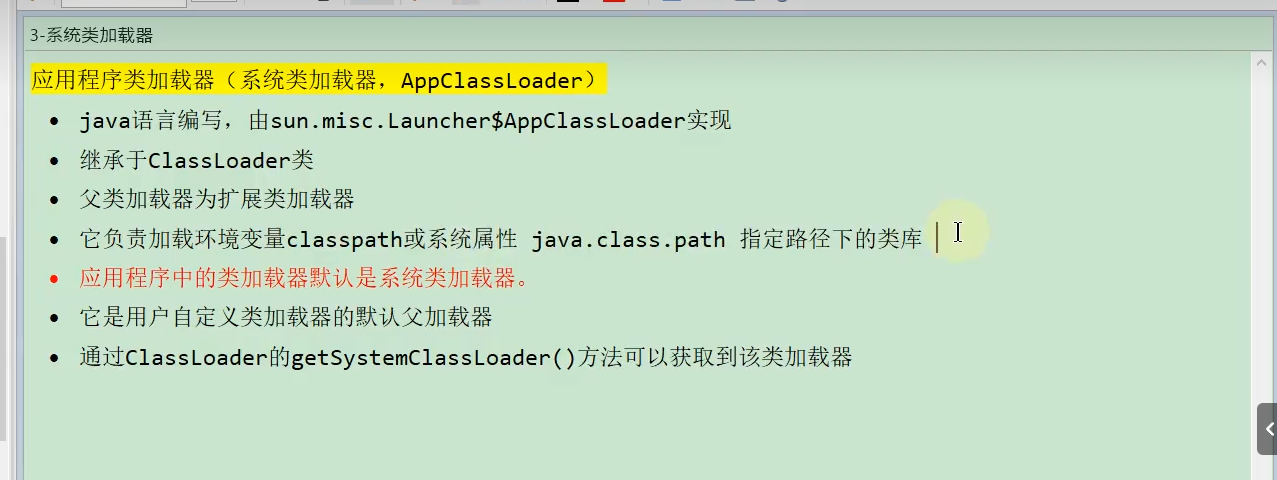 3-系统类加载器
应用程序类加载器（系统类加载器，AppClassLoader）
• java语言编写，由sun.misc.Launcher$AppClassLoader实现
• 继承于ClassLoader类
• 父类加载器为扩展类加载器
• 它负责加载环境变量classpath或系统属性 java.class.path 指定路径下的类库
• 应用程序中的类加载器默认是系统类加载器。
• 它是用户自定义类加载器的默认父加载器
• 通过ClassLoader的getSystemClassLoader()方法可以获取到该类加载器